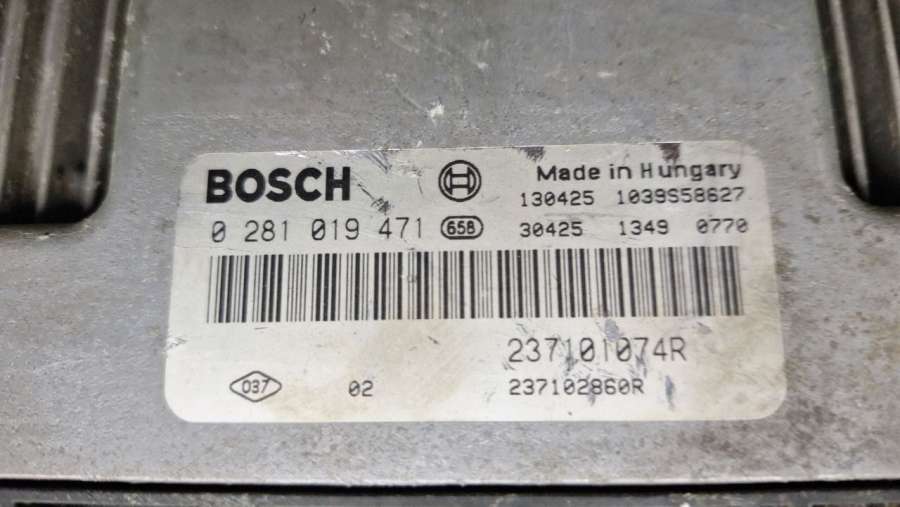 BOSCH
Made in Hungary
130425 1039S58627
0 281 019 471 658 30425 1349 0770
237101074R
037 02 237102860R